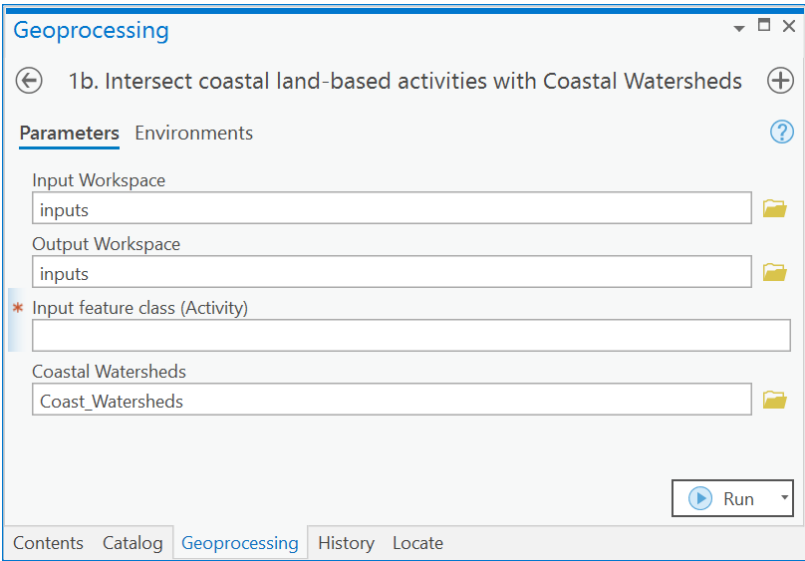 Geoprocessing
1b. Intersect coastal land-based activities with Coastal Watersheds
Parameters Environments ?
Input Workspace
inputs
Output Workspace
inputs
* Input feature class (Activity)
Coastal Watersheds
Coast_Watersheds
Run
Contents Catalog Geoprocessing History Locate